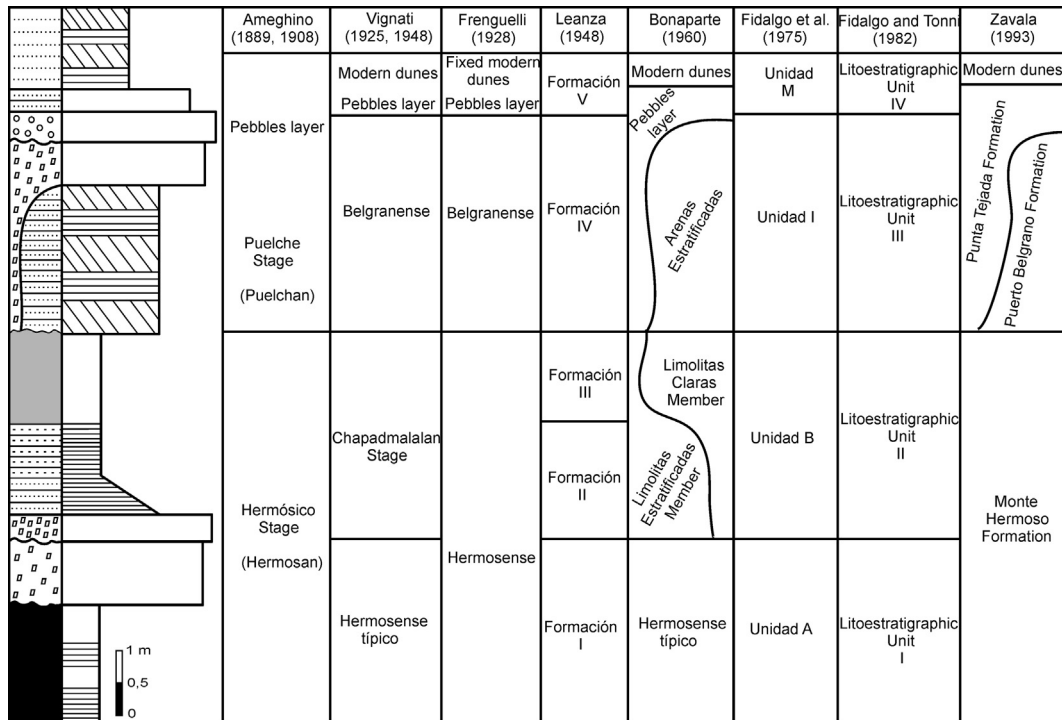 Ameghino
(1889, 1908)
Vignati
(1925, 1948)
Frenguelli
(1928)
Leanza
(1948)
Bonaparte
(1960)
Fidalgo et al.
(1975)
Fidalgo and Tonni
(1982)
Zavala
(1993)
Pebbles layer
Puelche
Stage
(Puelchan)
Hermósico
Stage
(Hermosan)
Modern dunes
Pebbles layer
Belgranense
Chapadmalalan
Stage
Hermosense
típico
Fixed modern
dunes
Pebbles layer
Belgranense
Hermosense
Formación
V
Formación
IV
Formación
III
Formación
II
Formación
I
Modern dunes
Pebbles
layer
Arenas
Estratificadas
Limolitas
Claras
Member
Limolitas
Estratificadas
Member
Hermosense
típico
Unidad
M
Unidad I
Unidad B
Unidad A
Litoestratigraphic
Unit
IV
Litoestratigraphic
Unit
III
Litoestratigraphic
Unit
II
Litoestratigraphic
Unit
I
Modern dunes
Punta Tejada Formation
Puerto Belgrano Formation
Monte
Hermoso
Formation
1 m
0,5
0